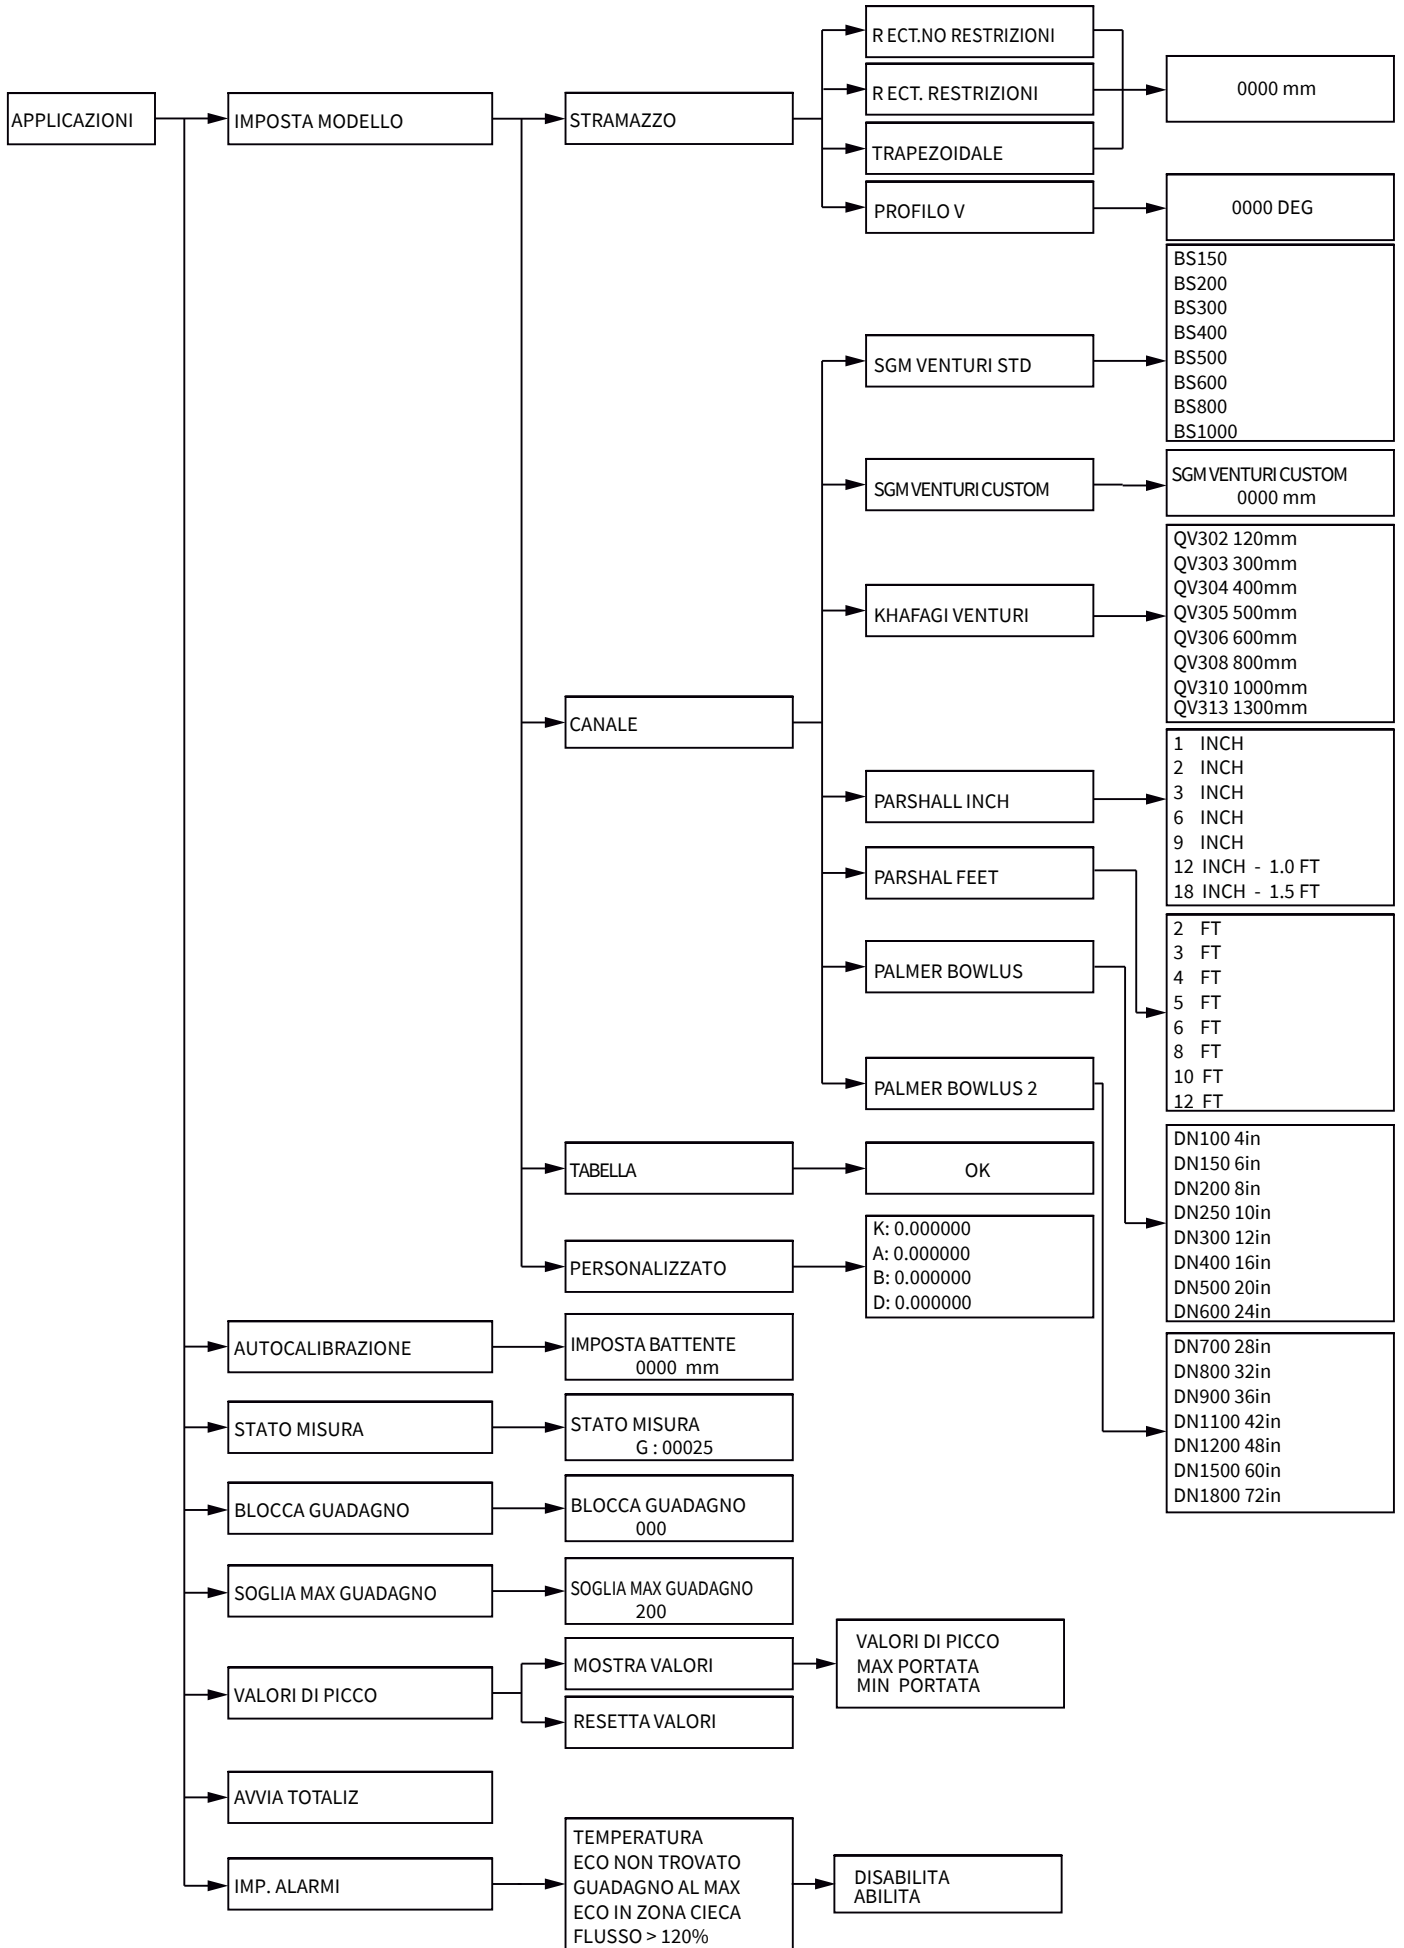 APPLICAZIONI
IMPOSTA MODELLO
STRAMAZZO
R ECT.NO RESTRIZIONI
R ECT. RESTRIZIONI
TRAPEZOIDALE
0000 mm
PROFILO V
0000 DEG
CANALE
SGM VENTURI STD
BS150
BS200
BS300
BS400
BS500
BS600
BS800
BS1000
SGM VENTURI CUSTOM
SGM VENTURI CUSTOM
0000 mm
KHAFAGI VENTURI
QV302 120mm
QV303 300mm
QV304 400mm
QV305 500mm
QV306 600mm
QV308 800mm
QV310 1000mm
QV313 1300mm
PARSHALL INCH
1 INCH
2 INCH
3 INCH
6 INCH
9 INCH
12 INCH - 1.0 FT
18 INCH - 1.5 FT
PARSHAL FEET
2 FT
3 FT
4 FT
5 FT
6 FT
8 FT
10 FT
12 FT
PALMER BOWLUS
DN100 4in
DN150 6in
DN200 8in
DN250 10in
DN300 12in
DN400 16in
DN500 20in
DN600 24in
PALMER BOWLUS 2
DN700 28in
DN800 32in
DN900 36in
DN1100 42in
DN1200 48in
DN1500 60in
DN1800 72in
TABELLA
OK
PERSONALIZZATO
K: 0.000000
A: 0.000000
B: 0.000000
D: 0.000000
AUTOCALIBRAZIONE
IMPOSTA BATTENTE
0000 mm
STATO MISURA
STATO MISURA
G : 00025
BLOCCA GUADAGNO
BLOCCA GUADAGNO
000
SOGLIA MAX GUADAGNO
SOGLIA MAX GUADAGNO
200
VALORI DI PICCO
MOSTRA VALORI
VALORI DI PICCO
MAX PORTATA
MIN PORTATA
RESETTA VALORI
AVVIA TOTALIZ
IMP. ALARMI
TEMPERATURA
ECO NON TROVATO
GUADAGNO AL MAX
ECO IN ZONA CIECA
FLUSSO > 120%
DISABILITA
ABILITA